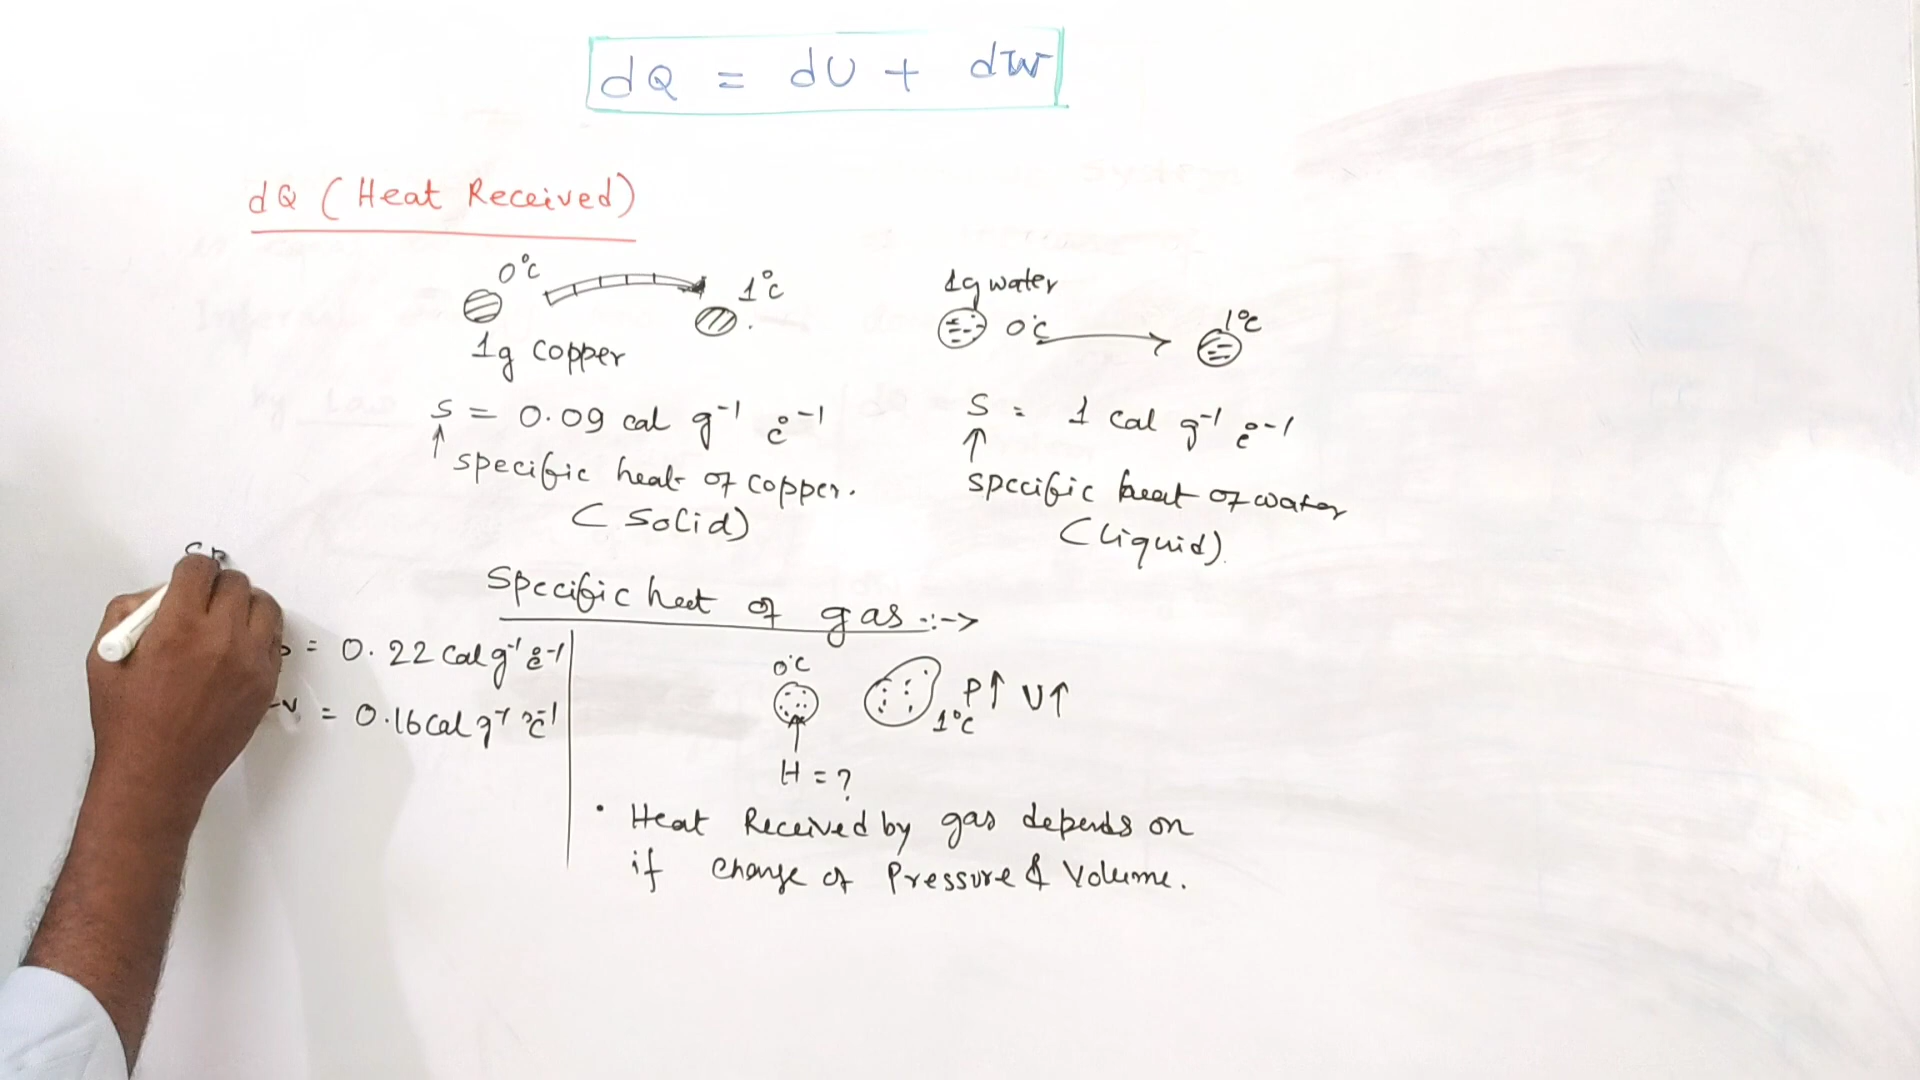 dQ = dU + dW
dQ (Heat Received)
0°c 1°c
1g copper
S = 0.09 cal g⁻¹ °c⁻¹
↑ specific heat of copper.
(Solid)
1g water
0°c 1°c
S = 1 Cal g⁻¹ °c⁻¹
↑
specific heat of water
(Liquid).
Specific heat of gas :->
= 0.22 Cal g⁻¹ °c⁻¹
v = 0.16 cal g⁻¹ °c⁻¹
0°c
1°c P↑ V↑
H = ?
• Heat Received by gas depends on
if change of Pressure & Volume.